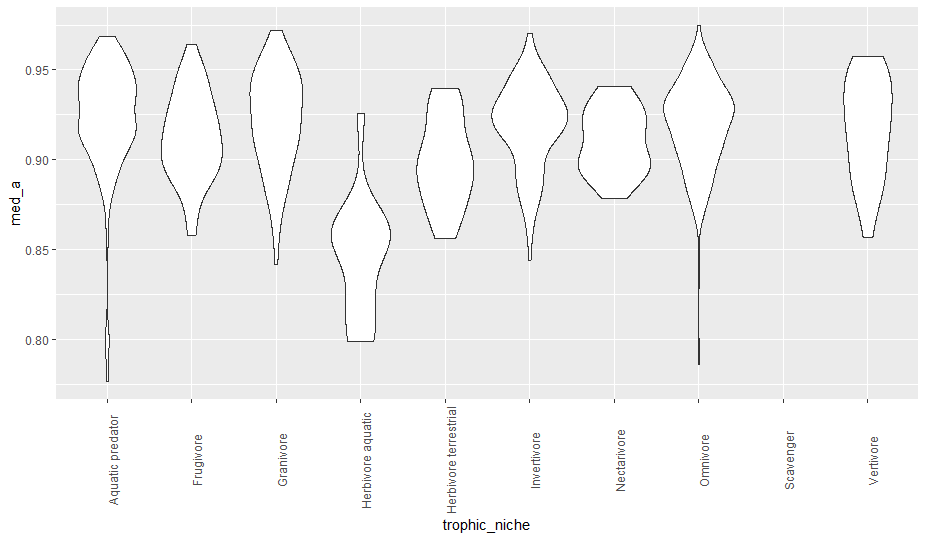 med_a
0.95
0.90
0.85
0.80
Aquatic predator
Frugivore
Granivore
Herbivore aquatic
Herbivore terrestrial
Invertivore
Nectarivore
Omnivore
Scavenger
Vertivore
trophic_niche